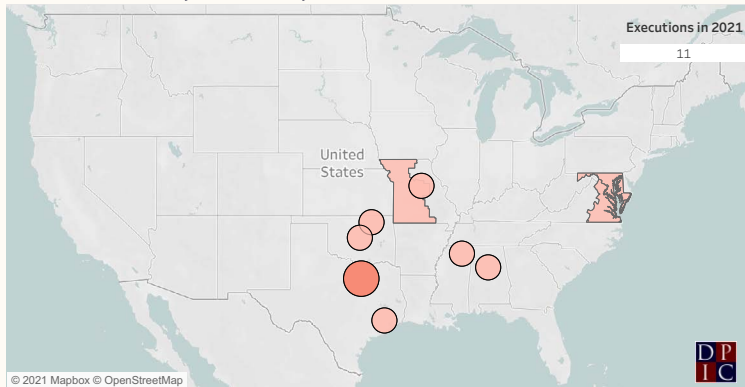 Executions in 2021
11
United
States
D P
I C
© 2021 Mapbox © OpenStreetMap